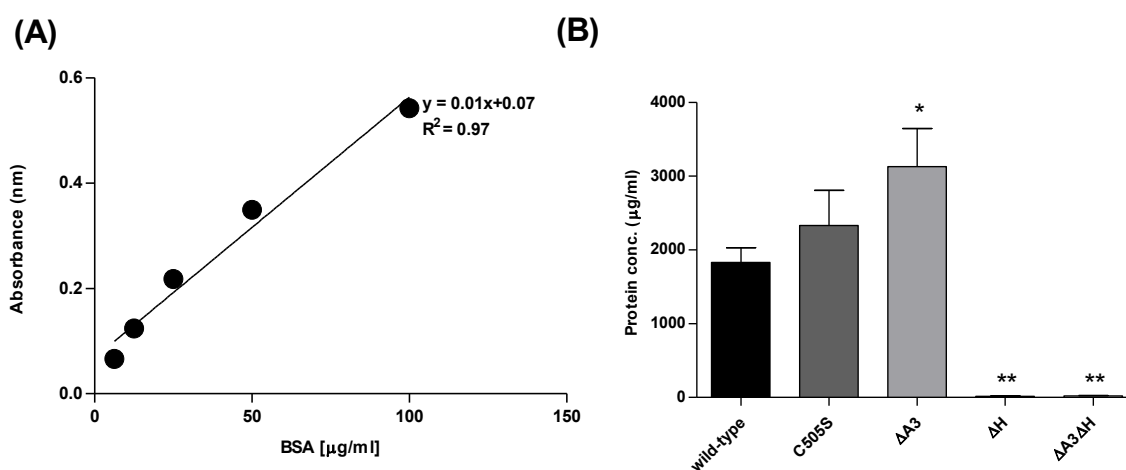 (A)
0.6
0.4
0.2
0.0
Absorbance (nm)
0
50
100
150
BSA [μg/ml]
y = 0.01x+0.07
R² = 0.97
(B)
4000
3000
2000
1000
0
Protein conc. (μg/ml)
*
**
**
wild-type
C505S
ΔA3
ΔH
ΔA3ΔH